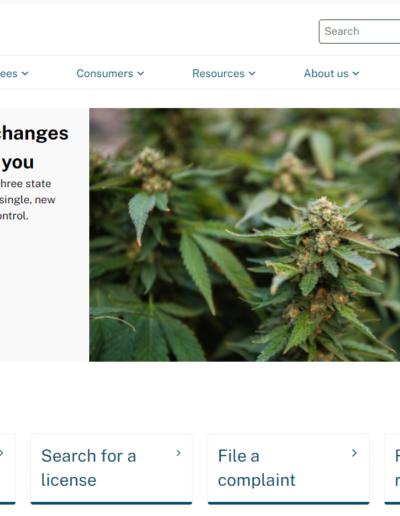 Search
ees
Consumers
Resources
About us
changes
you
hree state
single, new
ontrol.
Search for a
license
File a
complaint